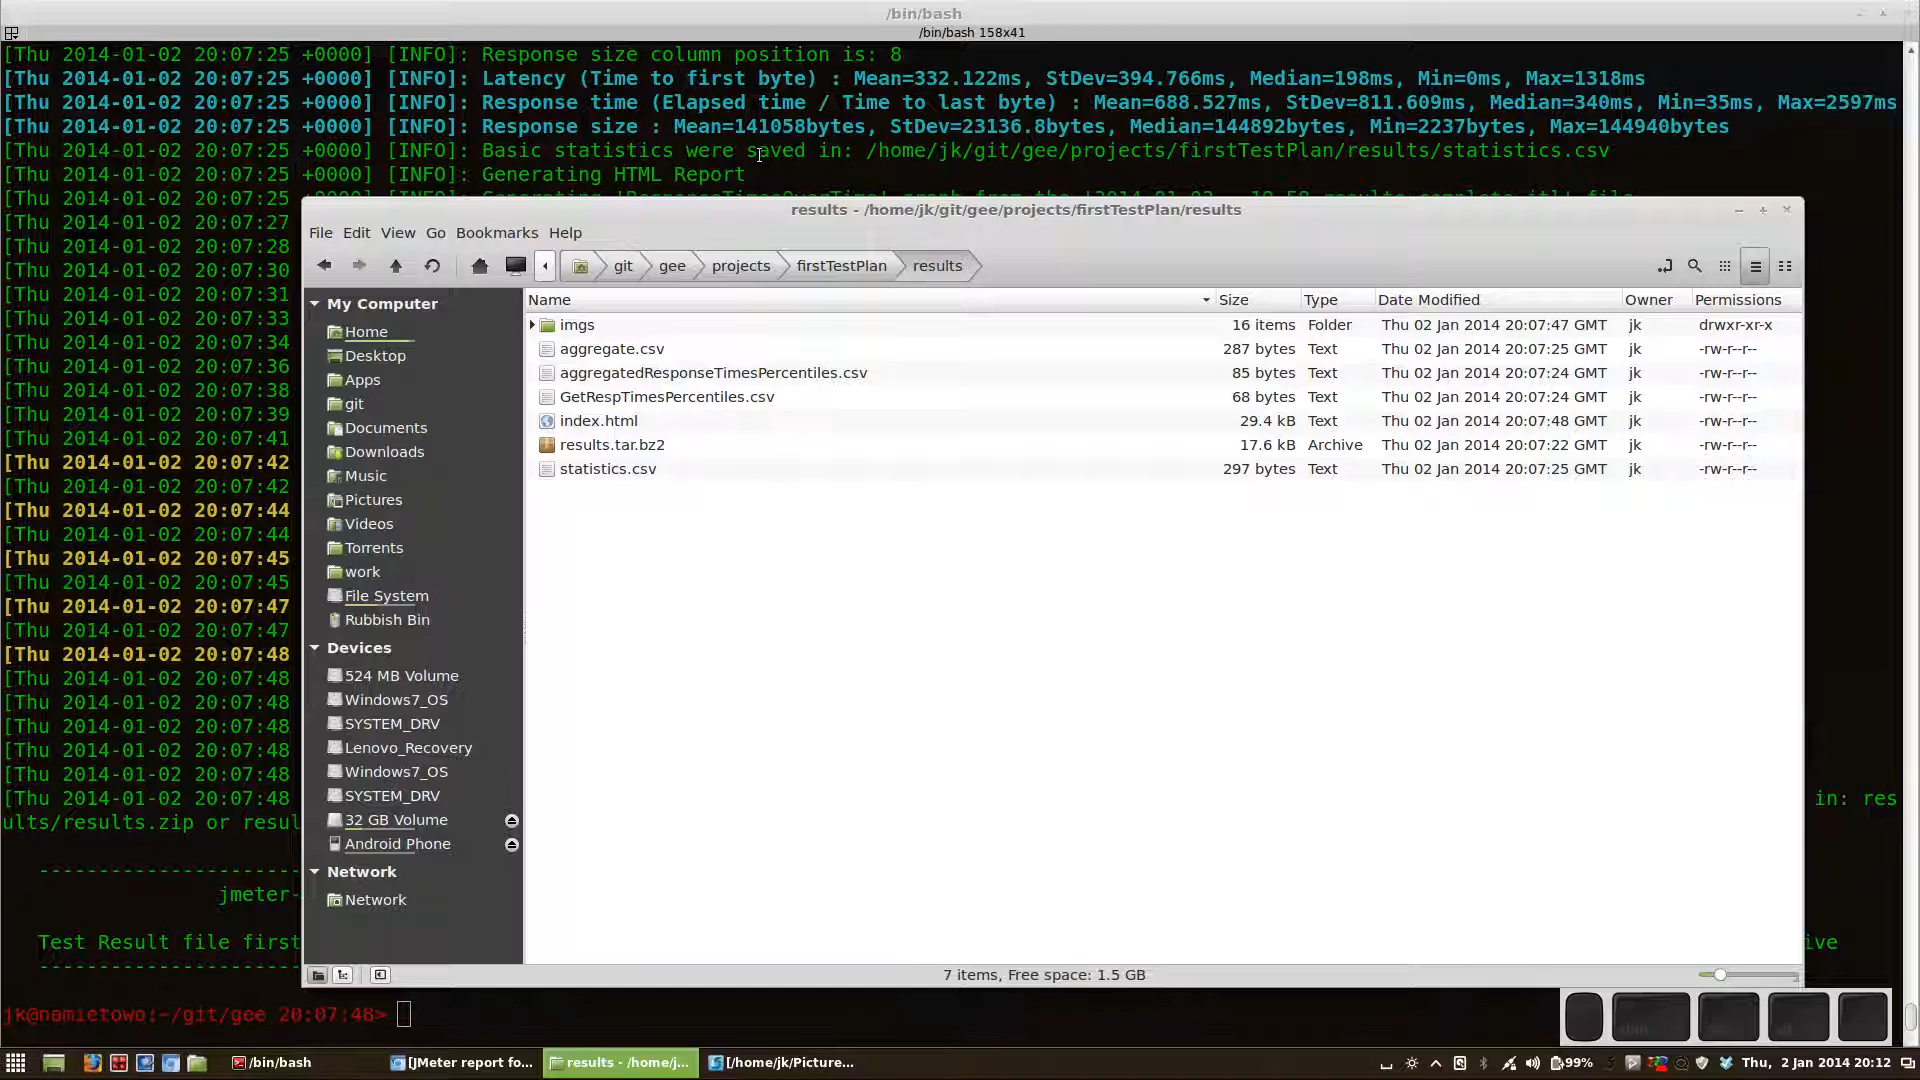 /bin/bash
/bin/bash 158x41
[Thu 2014-01-02 20:07:25 +0000] [INFO]: Response size column position is: 8
[Thu 2014-01-02 20:07:25 +0000] [INFO]: Latency (Time to first byte) : Mean=332.122ms, StDev=394.766ms, Median=198ms, Min=0ms, Max=1318ms
[Thu 2014-01-02 20:07:25 +0000] [INFO]: Response time (Elapsed time / Time to last byte) : Mean=688.527ms, StDev=811.609ms, Median=340ms, Min=35ms, Max=2597ms
[Thu 2014-01-02 20:07:25 +0000] [INFO]: Response size : Mean=141058bytes, StDev=23136.8bytes, Median=144892bytes, Min=2237bytes, Max=144940bytes
[Thu 2014-01-02 20:07:25 +0000] [INFO]: Basic statistics were saved in: /home/jk/git/gee/projects/firstTestPlan/results/statistics.csv
[Thu 2014-01-02 20:07:25 +0000] [INFO]: Generating HTML Report
[Thu 2014-01-02 20:07:25
[Thu 2014-01-02 20:07:27
[Thu 2014-01-02 20:07:28
[Thu 2014-01-02 20:07:30
[Thu 2014-01-02 20:07:31
[Thu 2014-01-02 20:07:33
[Thu 2014-01-02 20:07:34
[Thu 2014-01-02 20:07:36
[Thu 2014-01-02 20:07:38
[Thu 2014-01-02 20:07:39
[Thu 2014-01-02 20:07:41
[Thu 2014-01-02 20:07:42
[Thu 2014-01-02 20:07:42
[Thu 2014-01-02 20:07:44
[Thu 2014-01-02 20:07:44
[Thu 2014-01-02 20:07:45
[Thu 2014-01-02 20:07:45
[Thu 2014-01-02 20:07:47
[Thu 2014-01-02 20:07:47
[Thu 2014-01-02 20:07:48
[Thu 2014-01-02 20:07:48
[Thu 2014-01-02 20:07:48
[Thu 2014-01-02 20:07:48
[Thu 2014-01-02 20:07:48
[Thu 2014-01-02 20:07:48
[Thu 2014-01-02 20:07:48 in: res
ults/results.zip or resul
jmeter-
Test Result file first ive
jk@namietowo:~/git/gee 20:07:48>
results - /home/jk/git/gee/projects/firstTestPlan/results
File Edit View Go Bookmarks Help
git gee projects firstTestPlan results
My Computer
Home
Desktop
Apps
git
Documents
Downloads
Music
Pictures
Videos
Torrents
work
File System
Rubbish Bin
Devices
524 MB Volume
Windows7_OS
SYSTEM_DRV
Lenovo_Recovery
Windows7_OS
SYSTEM_DRV
32 GB Volume
Android Phone
Network
Network
Name Size Type Date Modified Owner Permissions
imgs 16 items Folder Thu 02 Jan 2014 20:07:47 GMT jk drwxr-xr-x
aggregate.csv 287 bytes Text Thu 02 Jan 2014 20:07:25 GMT jk -rw-r--r--
aggregatedResponseTimesPercentiles.csv 85 bytes Text Thu 02 Jan 2014 20:07:24 GMT jk -rw-r--r--
GetRespTimesPercentiles.csv 68 bytes Text Thu 02 Jan 2014 20:07:24 GMT jk -rw-r--r--
index.html 29.4 kB Text Thu 02 Jan 2014 20:07:48 GMT jk -rw-r--r--
results.tar.bz2 17.6 kB Archive Thu 02 Jan 2014 20:07:22 GMT jk -rw-r--r--
statistics.csv 297 bytes Text Thu 02 Jan 2014 20:07:25 GMT jk -rw-r--r--
7 items, Free space: 1.5 GB
/bin/bash [JMeter report fo... results - /home/j... [/home/jk/Picture... 99% Thu, 2 Jan 2014 20:12